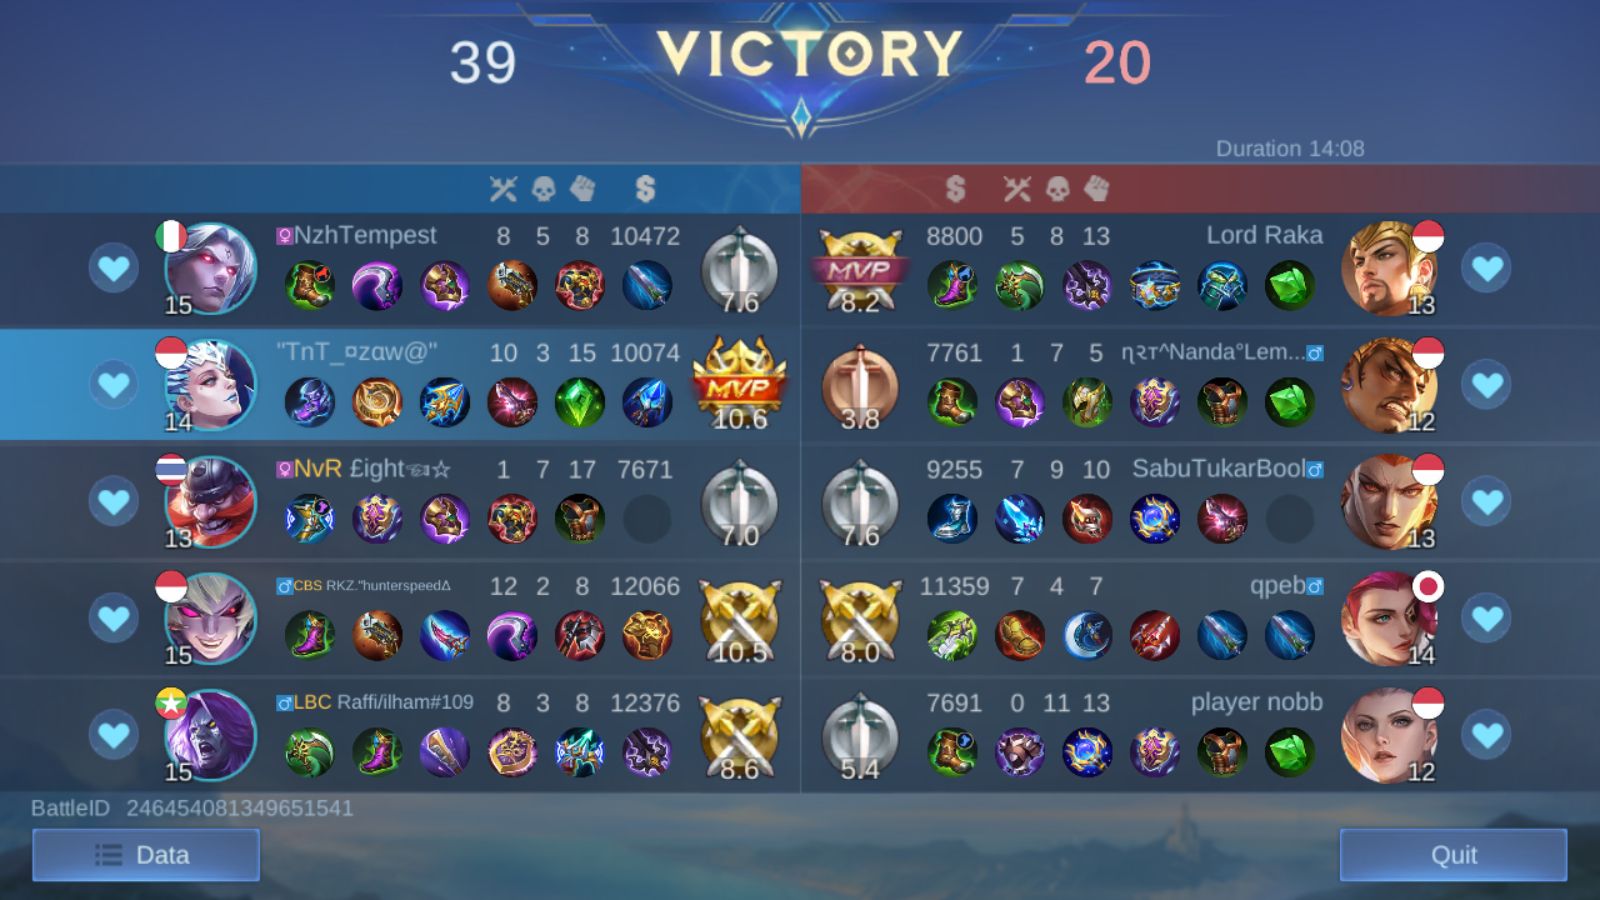 39 VICTORY 20
Duration 14:08
NzhTempest 8 5 8 10472
15 7.6
MVP 8.2 8800 5 8 13 Lord Raka
13
"TnT_¤zαw@" 10 3 15 10074
14 MVP 10.6
3.8 7761 1 7 5 η২т^Nanda°Lem...
12
NvR £ight☜☆ 1 7 17 7671
13 7.0
7.6 9255 7 9 10 SabuTukarBool
13
CBS RKZ."hunterspeed∆ 12 2 8 12066
15 10.5
8.0 11359 7 4 7 qpeb
14
LBC Raffi/ilham#109 8 3 8 12376
15 8.6
5.4 7691 0 11 13 player nobb
12
BattleID 246454081349651541
Data
Quit